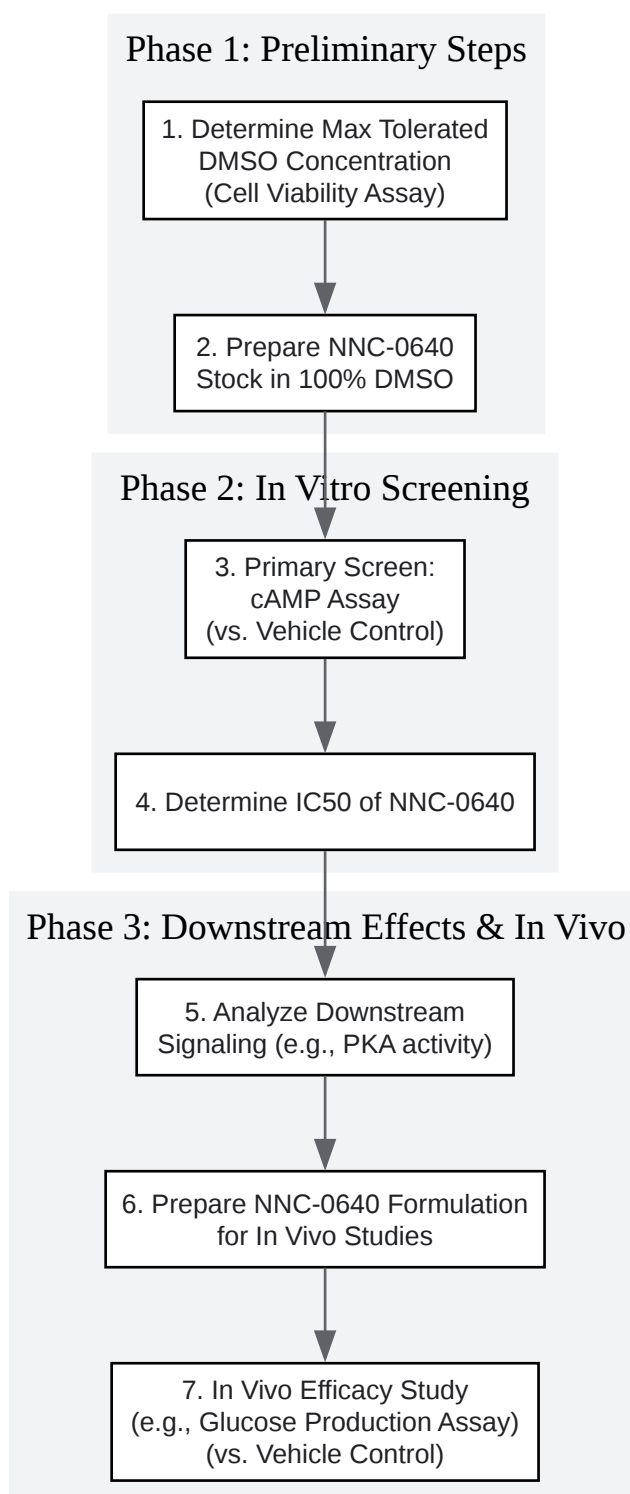 Phase 1: Preliminary Steps
1. Determine Max Tolerated
DMSO Concentration
(Cell Viability Assay)
2. Prepare NNC-0640
Stock in 100% DMSO
Phase 2: In Vitro Screening
3. Primary Screen:
cAMP Assay
(vs. Vehicle Control)
4. Determine IC50 of NNC-0640
Phase 3: Downstream Effects & In Vivo
5. Analyze Downstream
Signaling (e.g., PKA activity)
6. Prepare NNC-0640 Formulation
for In Vivo Studies
7. In Vivo Efficacy Study
(e.g., Glucose Production Assay)
(vs. Vehicle Control)